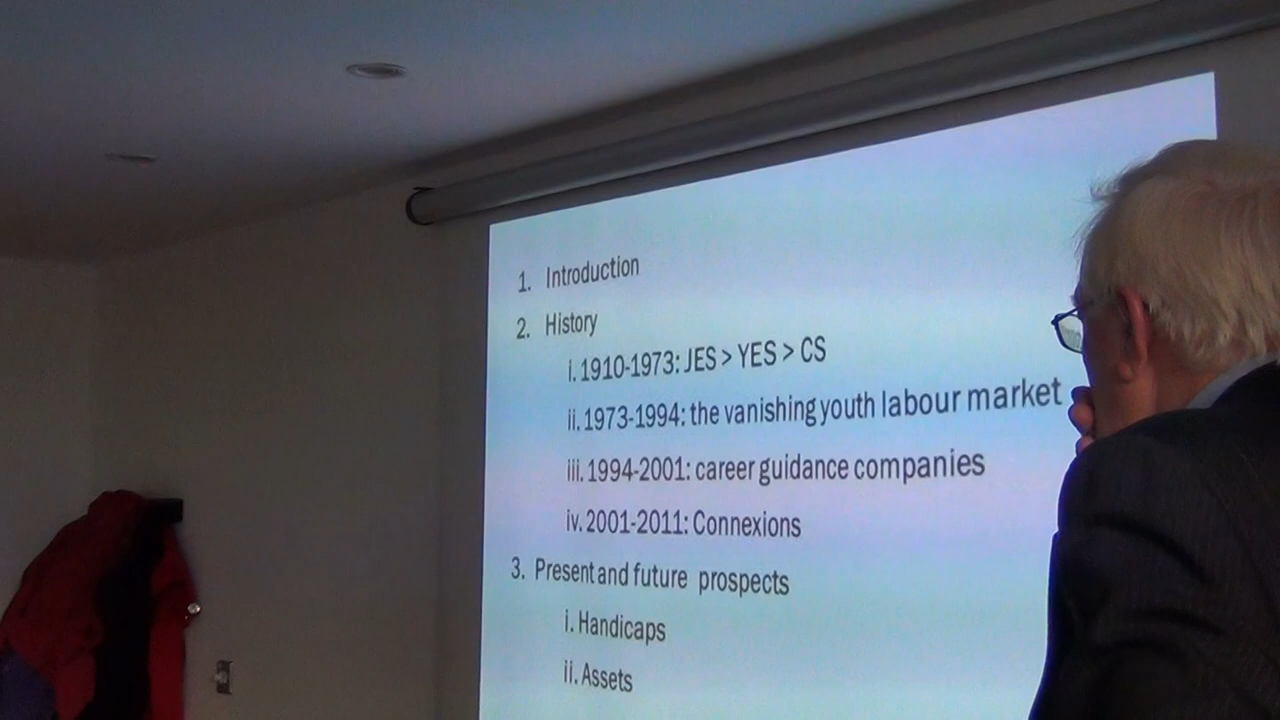 1. Introduction
2. History
i. 1910-1973: JES > YES > CS
ii. 1973-1994: the vanishing youth labour market
iii. 1994-2001: career guidance companies
iv. 2001-2011: Connexions
3. Present and future prospects
i. Handicaps
ii. Assets